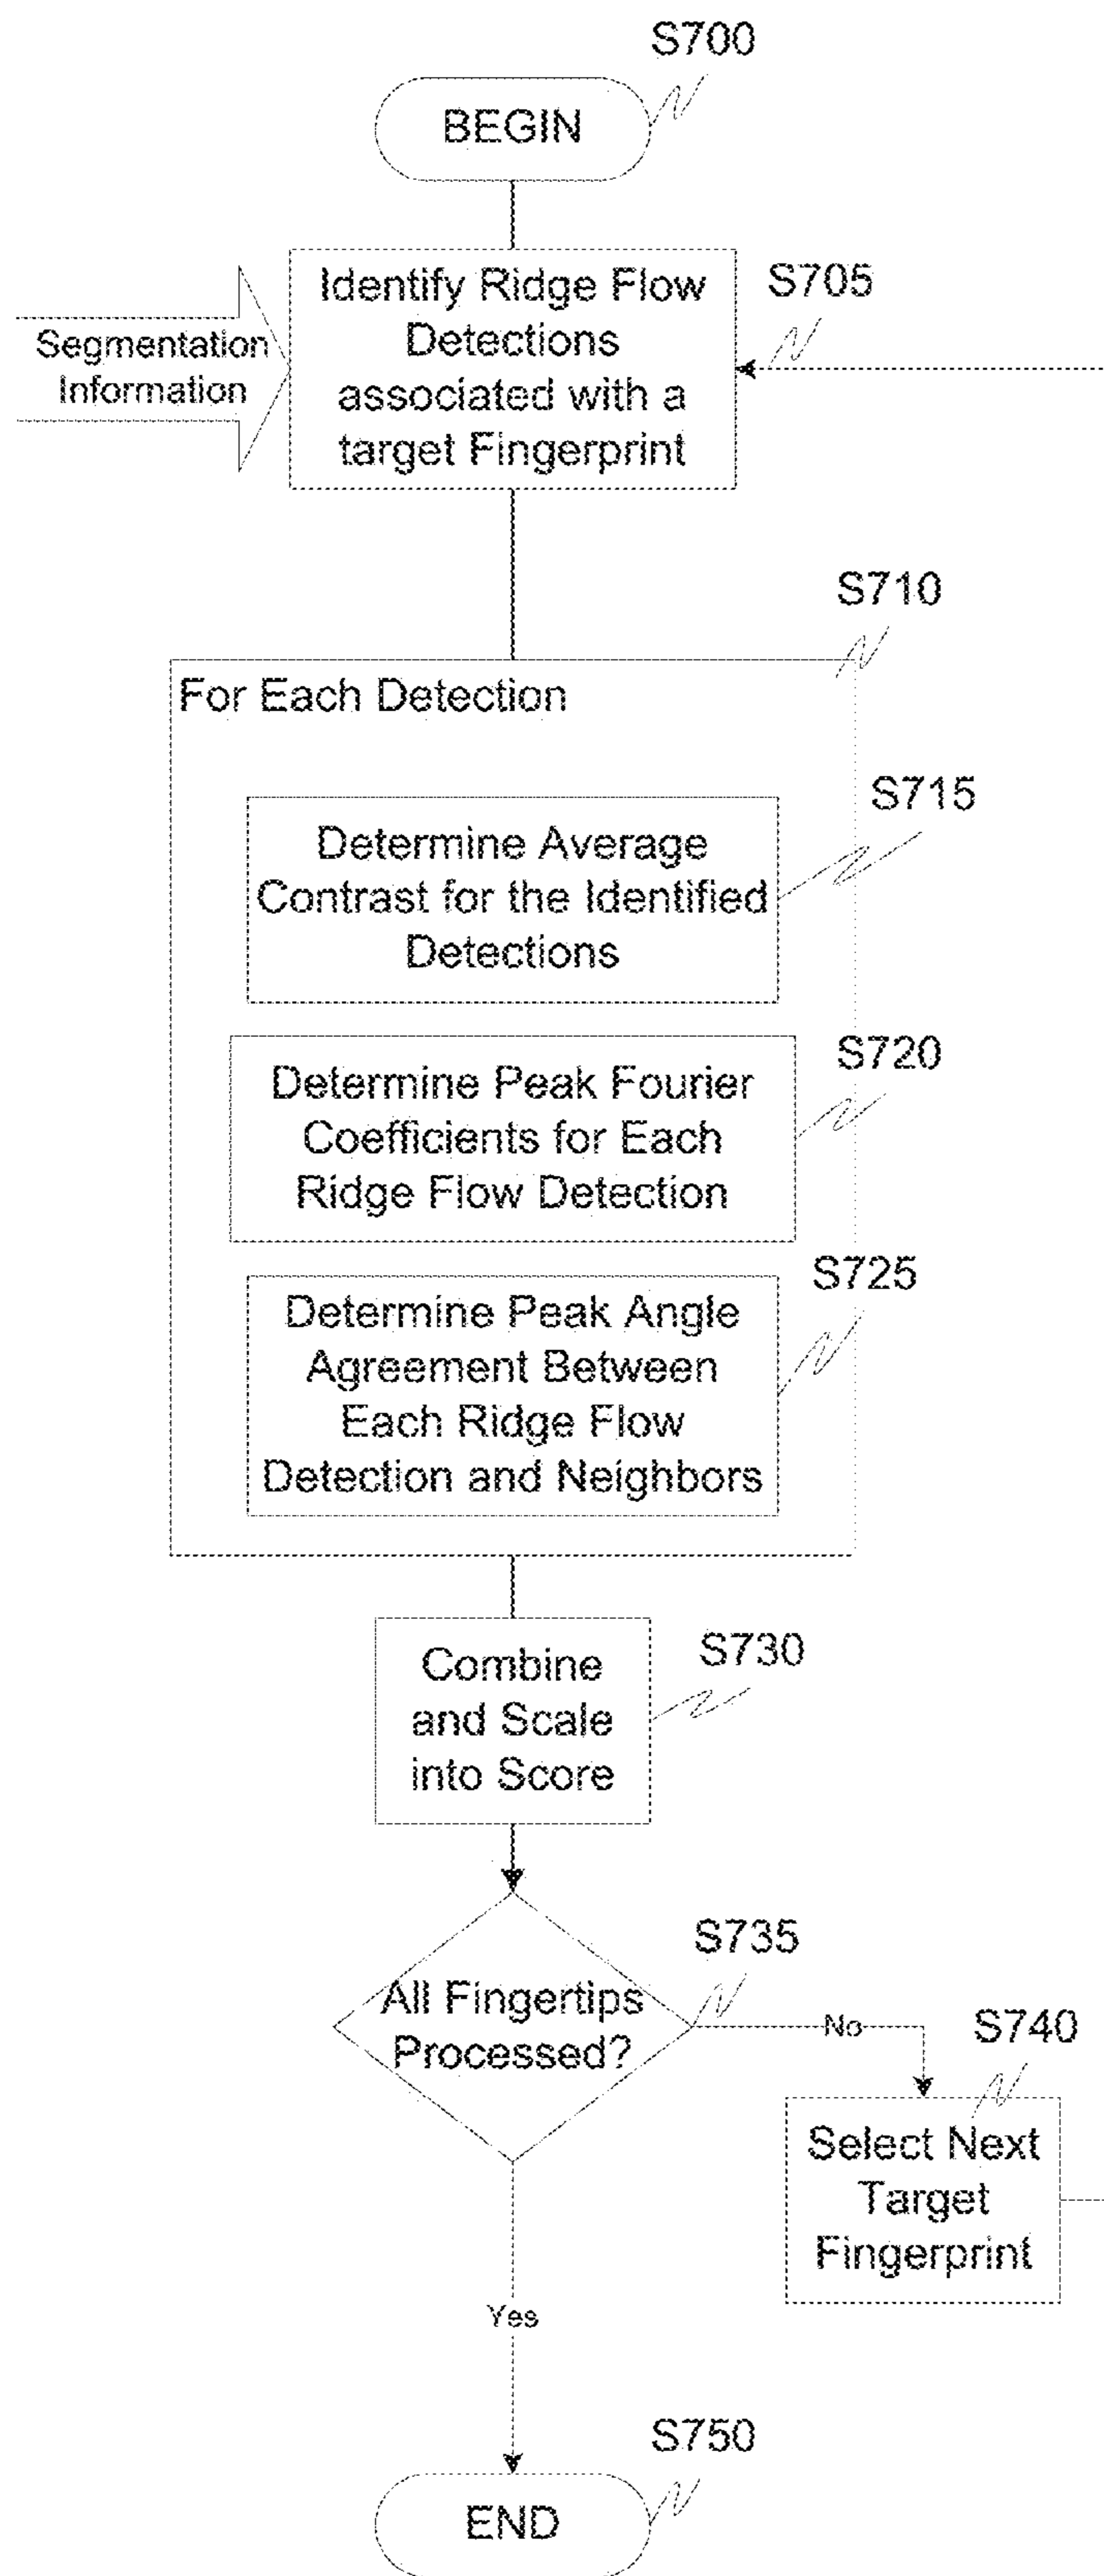 S700
BEGIN
Identify Ridge Flow
Detections
associated with a
target Fingerprint
S705
Segmentation
Information
S710
For Each Detection
S715
Determine Average
Contrast for the Identified
Detections
S720
Determine Peak Fourier
Coefficients for Each
Ridge Flow Detection
S725
Determine Peak Angle
Agreement Between
Each Ridge Flow
Detection and Neighbors
S730
Combine
and Scale
into Score
S735
All Fingertips
Processed?
No
S740
Select Next
Target
Fingerprint
Yes
S750
END